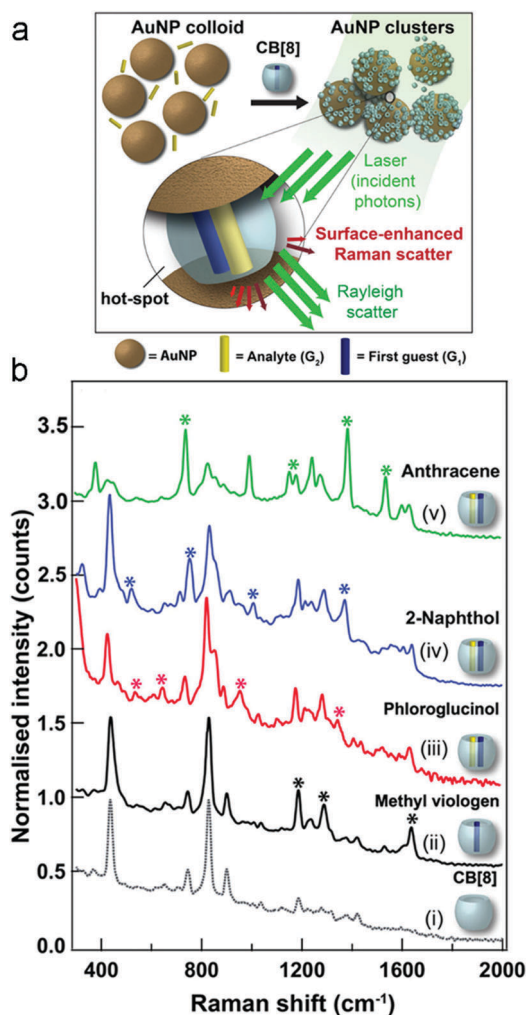 a
AuNP colloid
CB[8]
AuNP clusters
Laser
(incident
photons)
Surface-enhanced
Raman scatter
Rayleigh
scatter
hot-spot
= AuNP
= Analyte (G₂)
= First guest (G₁)
b
Normalised intensity (counts)
3.5
3.0
2.5
2.0
1.5
1.0
0.5
0.0
* * * *
Anthracene
(v)
* * * *
2-Naphthol
(iv)
* * * *
Phloroglucinol
(iii)
* * *
Methyl viologen
(ii)
CB[8]
(i)
400 800 1200 1600 2000
Raman shift (cm⁻¹)